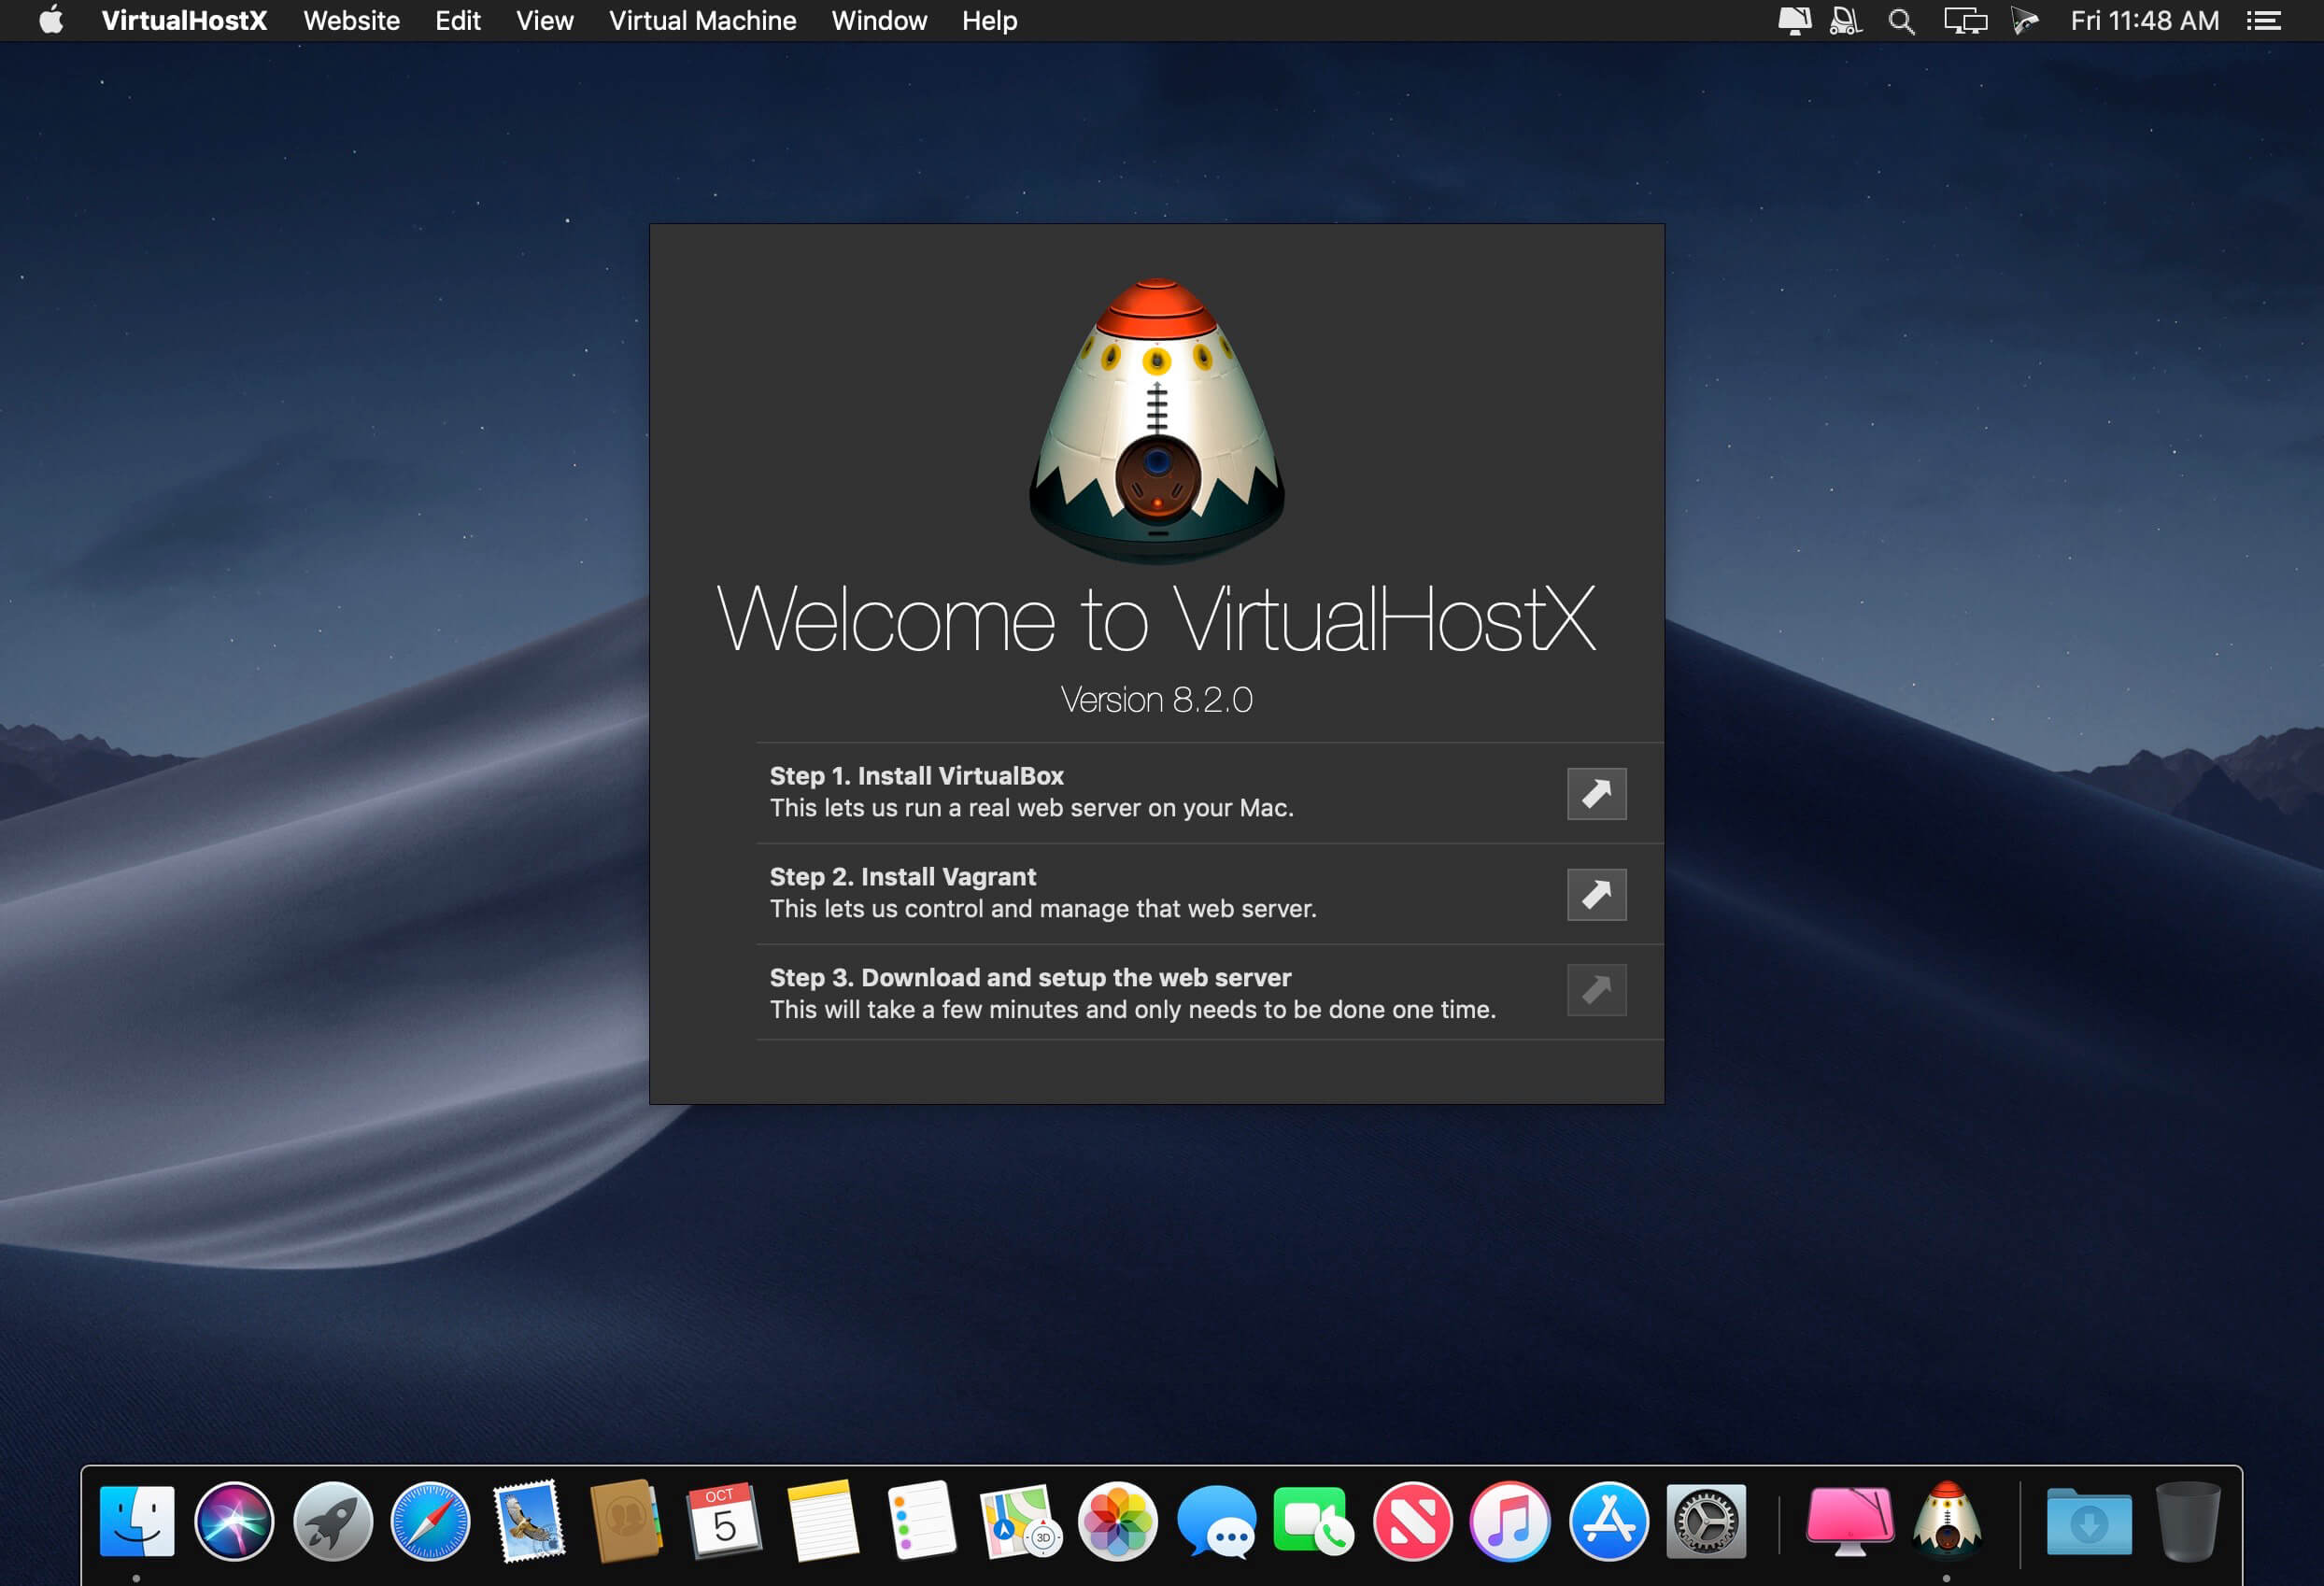 VirtualHostX Website Edit View Virtual Machine Window Help Fri 11:48 AM
Welcome to VirtualHostX
Version 8.2.0
Step 1. Install VirtualBox
This lets us run a real web server on your Mac.
Step 2. Install Vagrant
This lets us control and manage that web server.
Step 3. Download and setup the web server
This will take a few minutes and only needs to be done one time.
OCT
5
3D